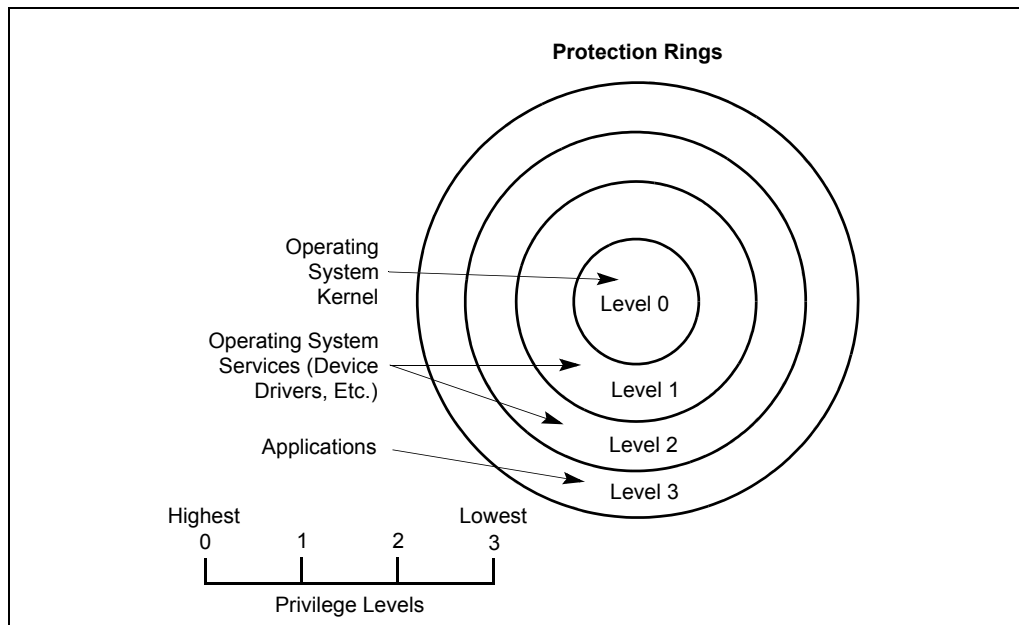 Protection Rings
Operating
System
Kernel
Level 0
Operating System
Services (Device
Drivers, Etc.)
Level 1
Level 2
Applications
Level 3
Highest
Lowest
0
1
2
3
Privilege Levels